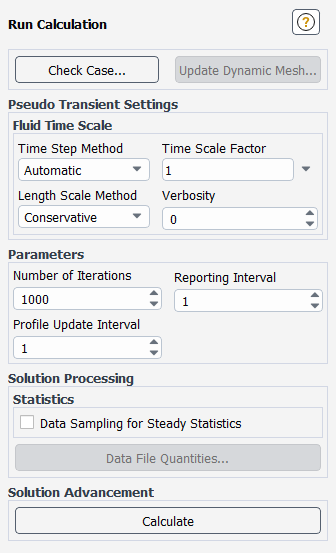 Run Calculation
?
Check Case...
Update Dynamic Mesh...
Pseudo Transient Settings
Fluid Time Scale
Time Step Method
Time Scale Factor
Automatic
1
Length Scale Method
Verbosity
Conservative
0
Parameters
Number of Iterations
Reporting Interval
1000
1
Profile Update Interval
1
Solution Processing
Statistics
Data Sampling for Steady Statistics
Data File Quantities...
Solution Advancement
Calculate